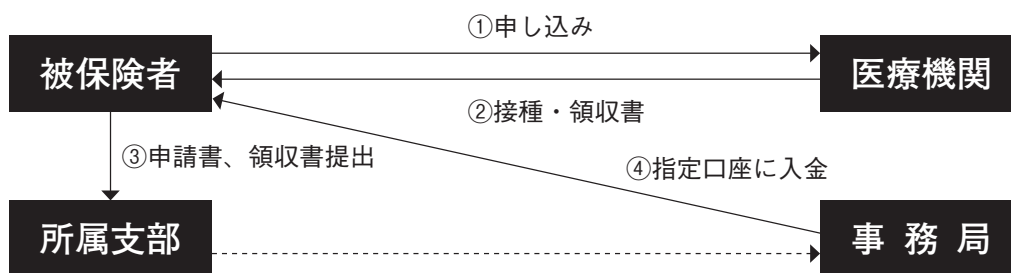 ①申し込み
被保険者
医療機関
②接種・領収書
③申請書、領収書提出
④指定口座に入金
所属支部
事務局